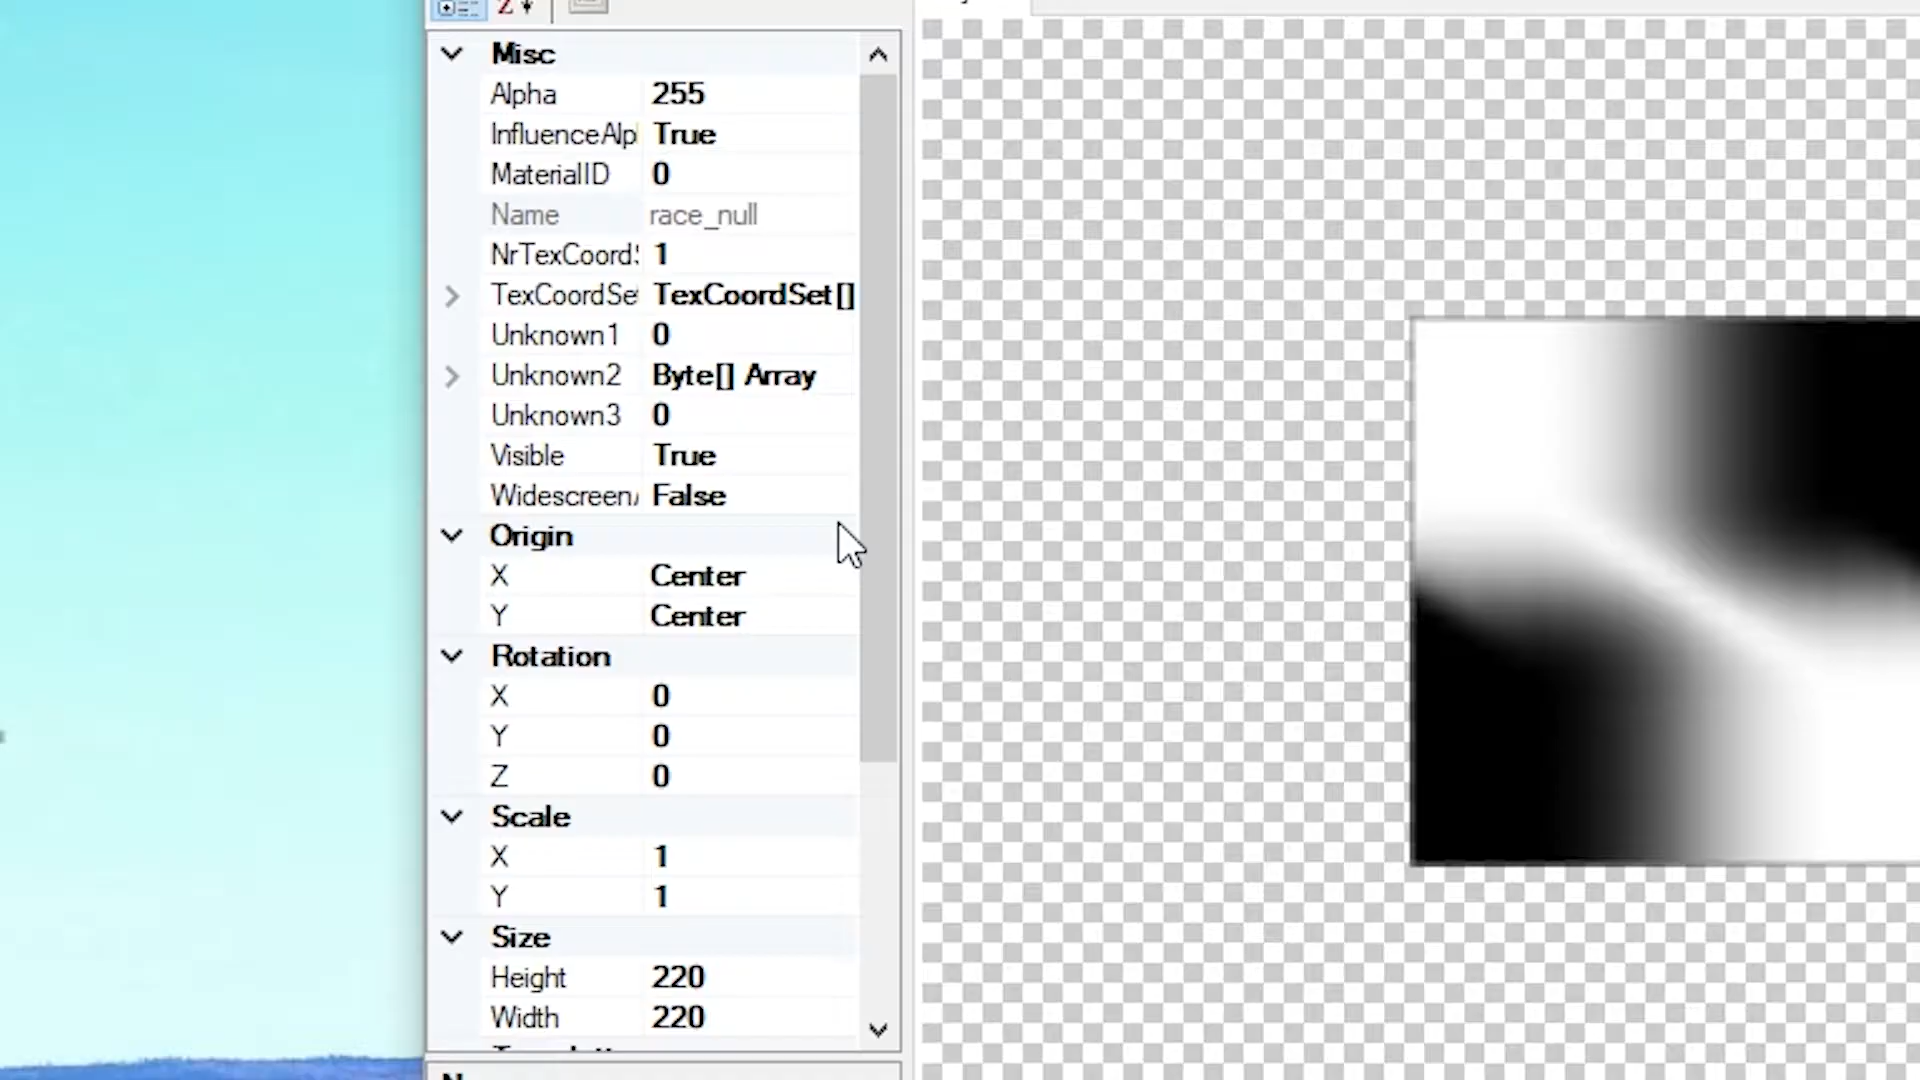 Misc
Alpha 255
InfluenceAlp True
MaterialID 0
Name race_null
NrTexCoord 1
TexCoordSe TexCoordSet[]
Unknown1 0
Unknown2 Byte[] Array
Unknown3 0
Visible True
Widescreen False
Origin
X Center
Y Center
Rotation
X 0
Y 0
Z 0
Scale
X 1
Y 1
Size
Height 220
Width 220